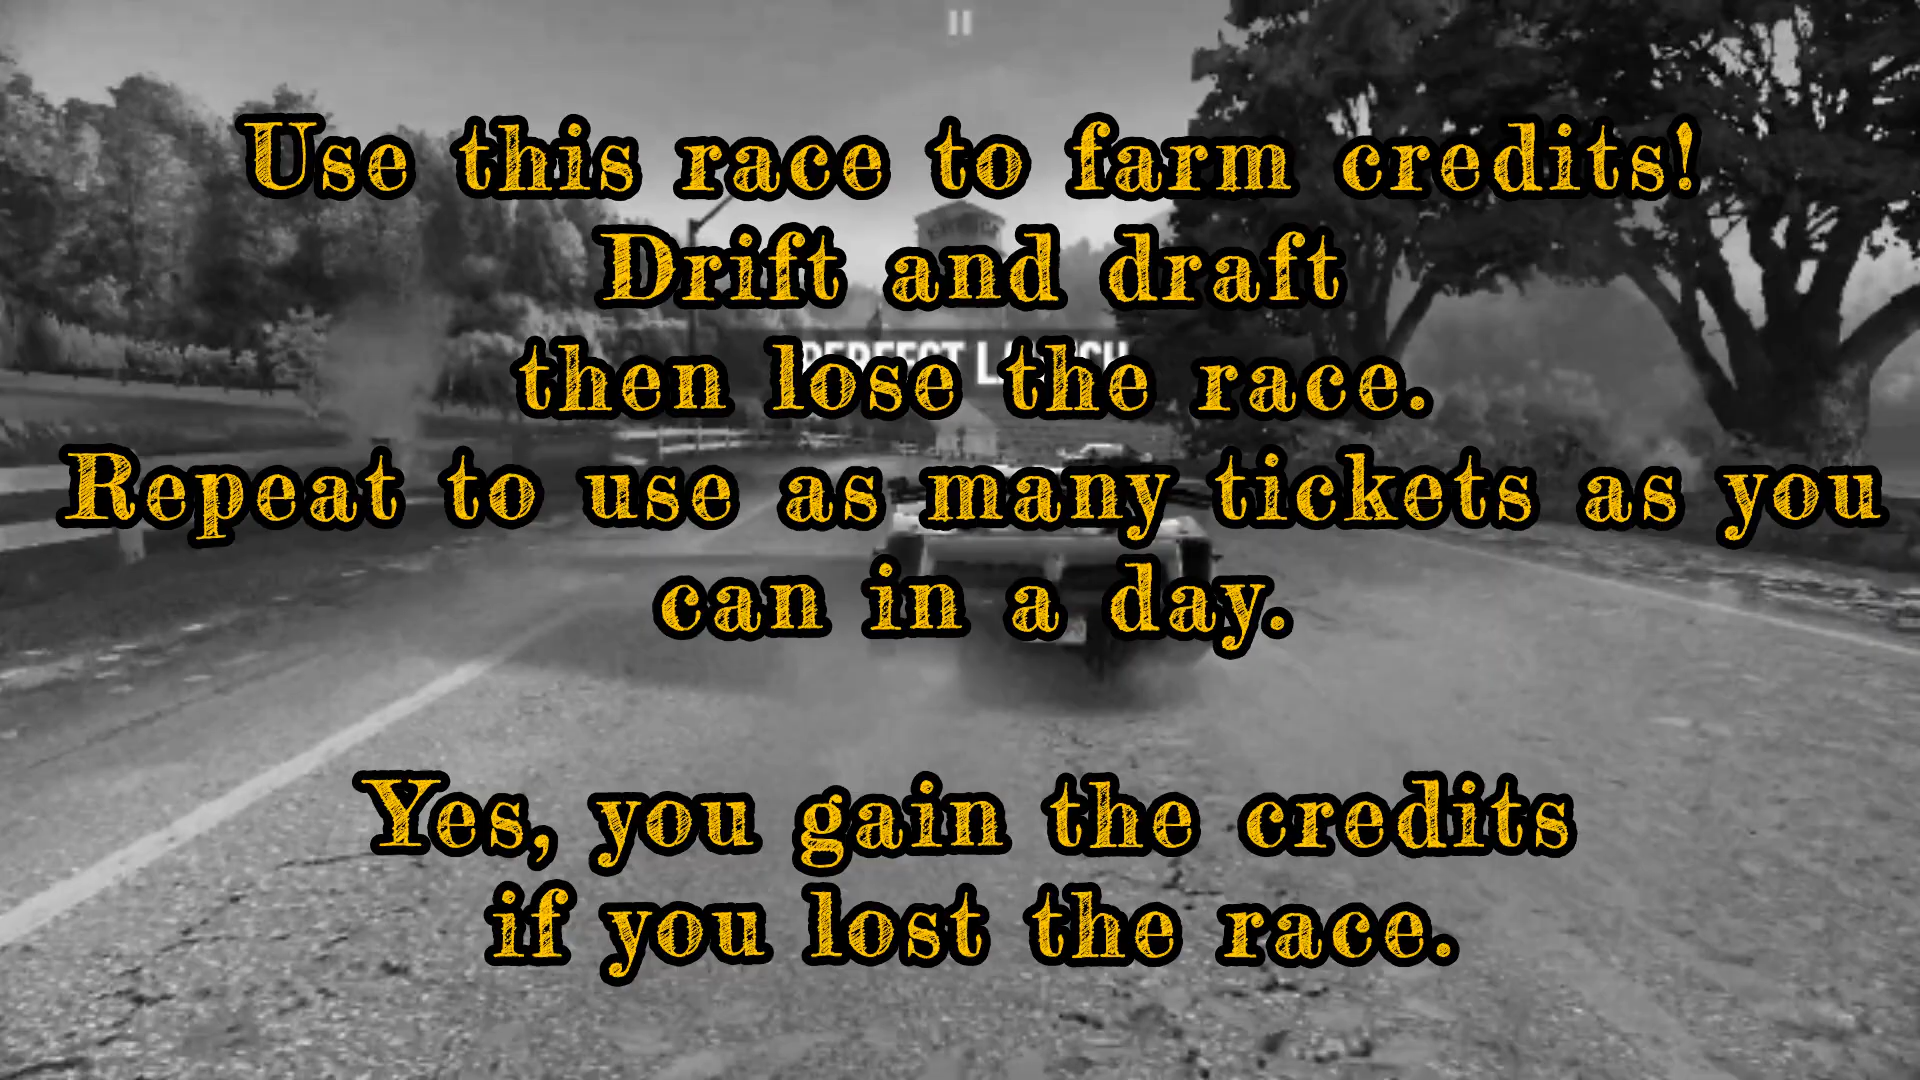 Use this race to farm credits!
Drift and draft
PERFECT
then lose the race.
Repeat to use as many tickets as you
can in a day.
Yes, you gain the credits
if you lost the race.